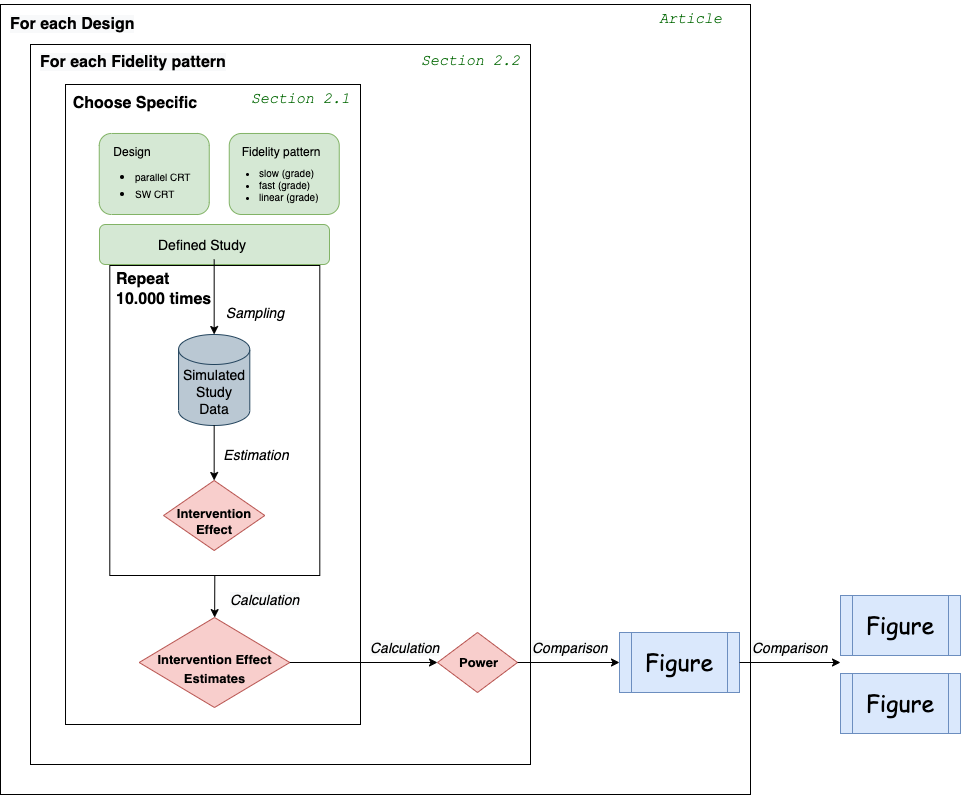 For each Design
Article
For each Fidelity pattern
Section 2.2
Choose Specific
Section 2.1
Design
parallel CRT
SW CRT
Fidelity pattern
slow (grade)
fast (grade)
linear (grade)
Defined Study
Repeat
10.000 times
Sampling
Simulated
Study
Data
Estimation
Intervention
Effect
Calculation
Intervention Effect
Estimates
Calculation
Power
Comparison
Figure
Comparison
Figure
Figure